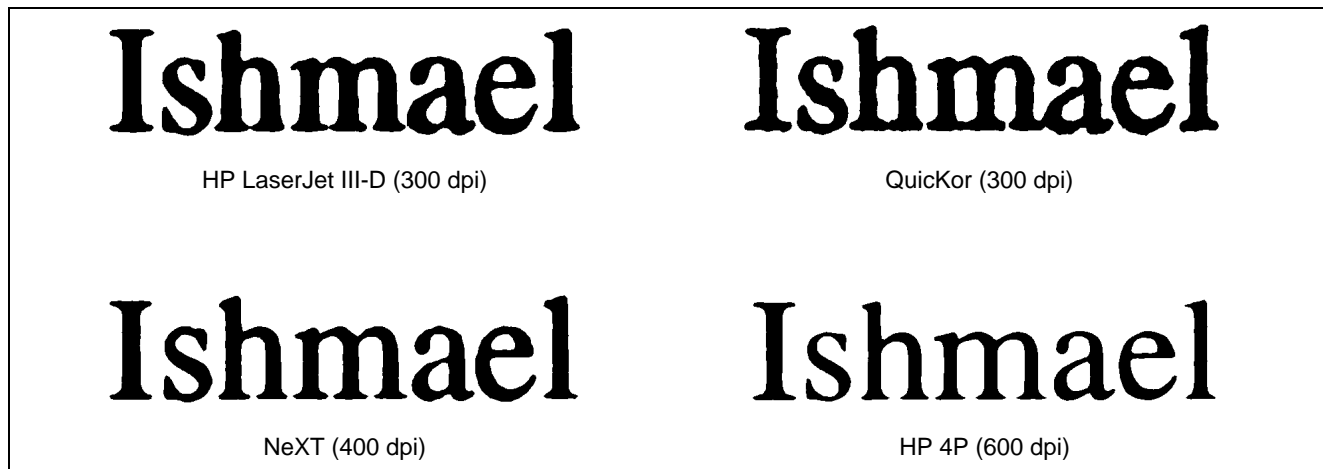 Ishmael Ishmael
HP LaserJet III-D (300 dpi) QuicKor (300 dpi)
Ishmael Ishmael
NeXT (400 dpi) HP 4P (600 dpi)